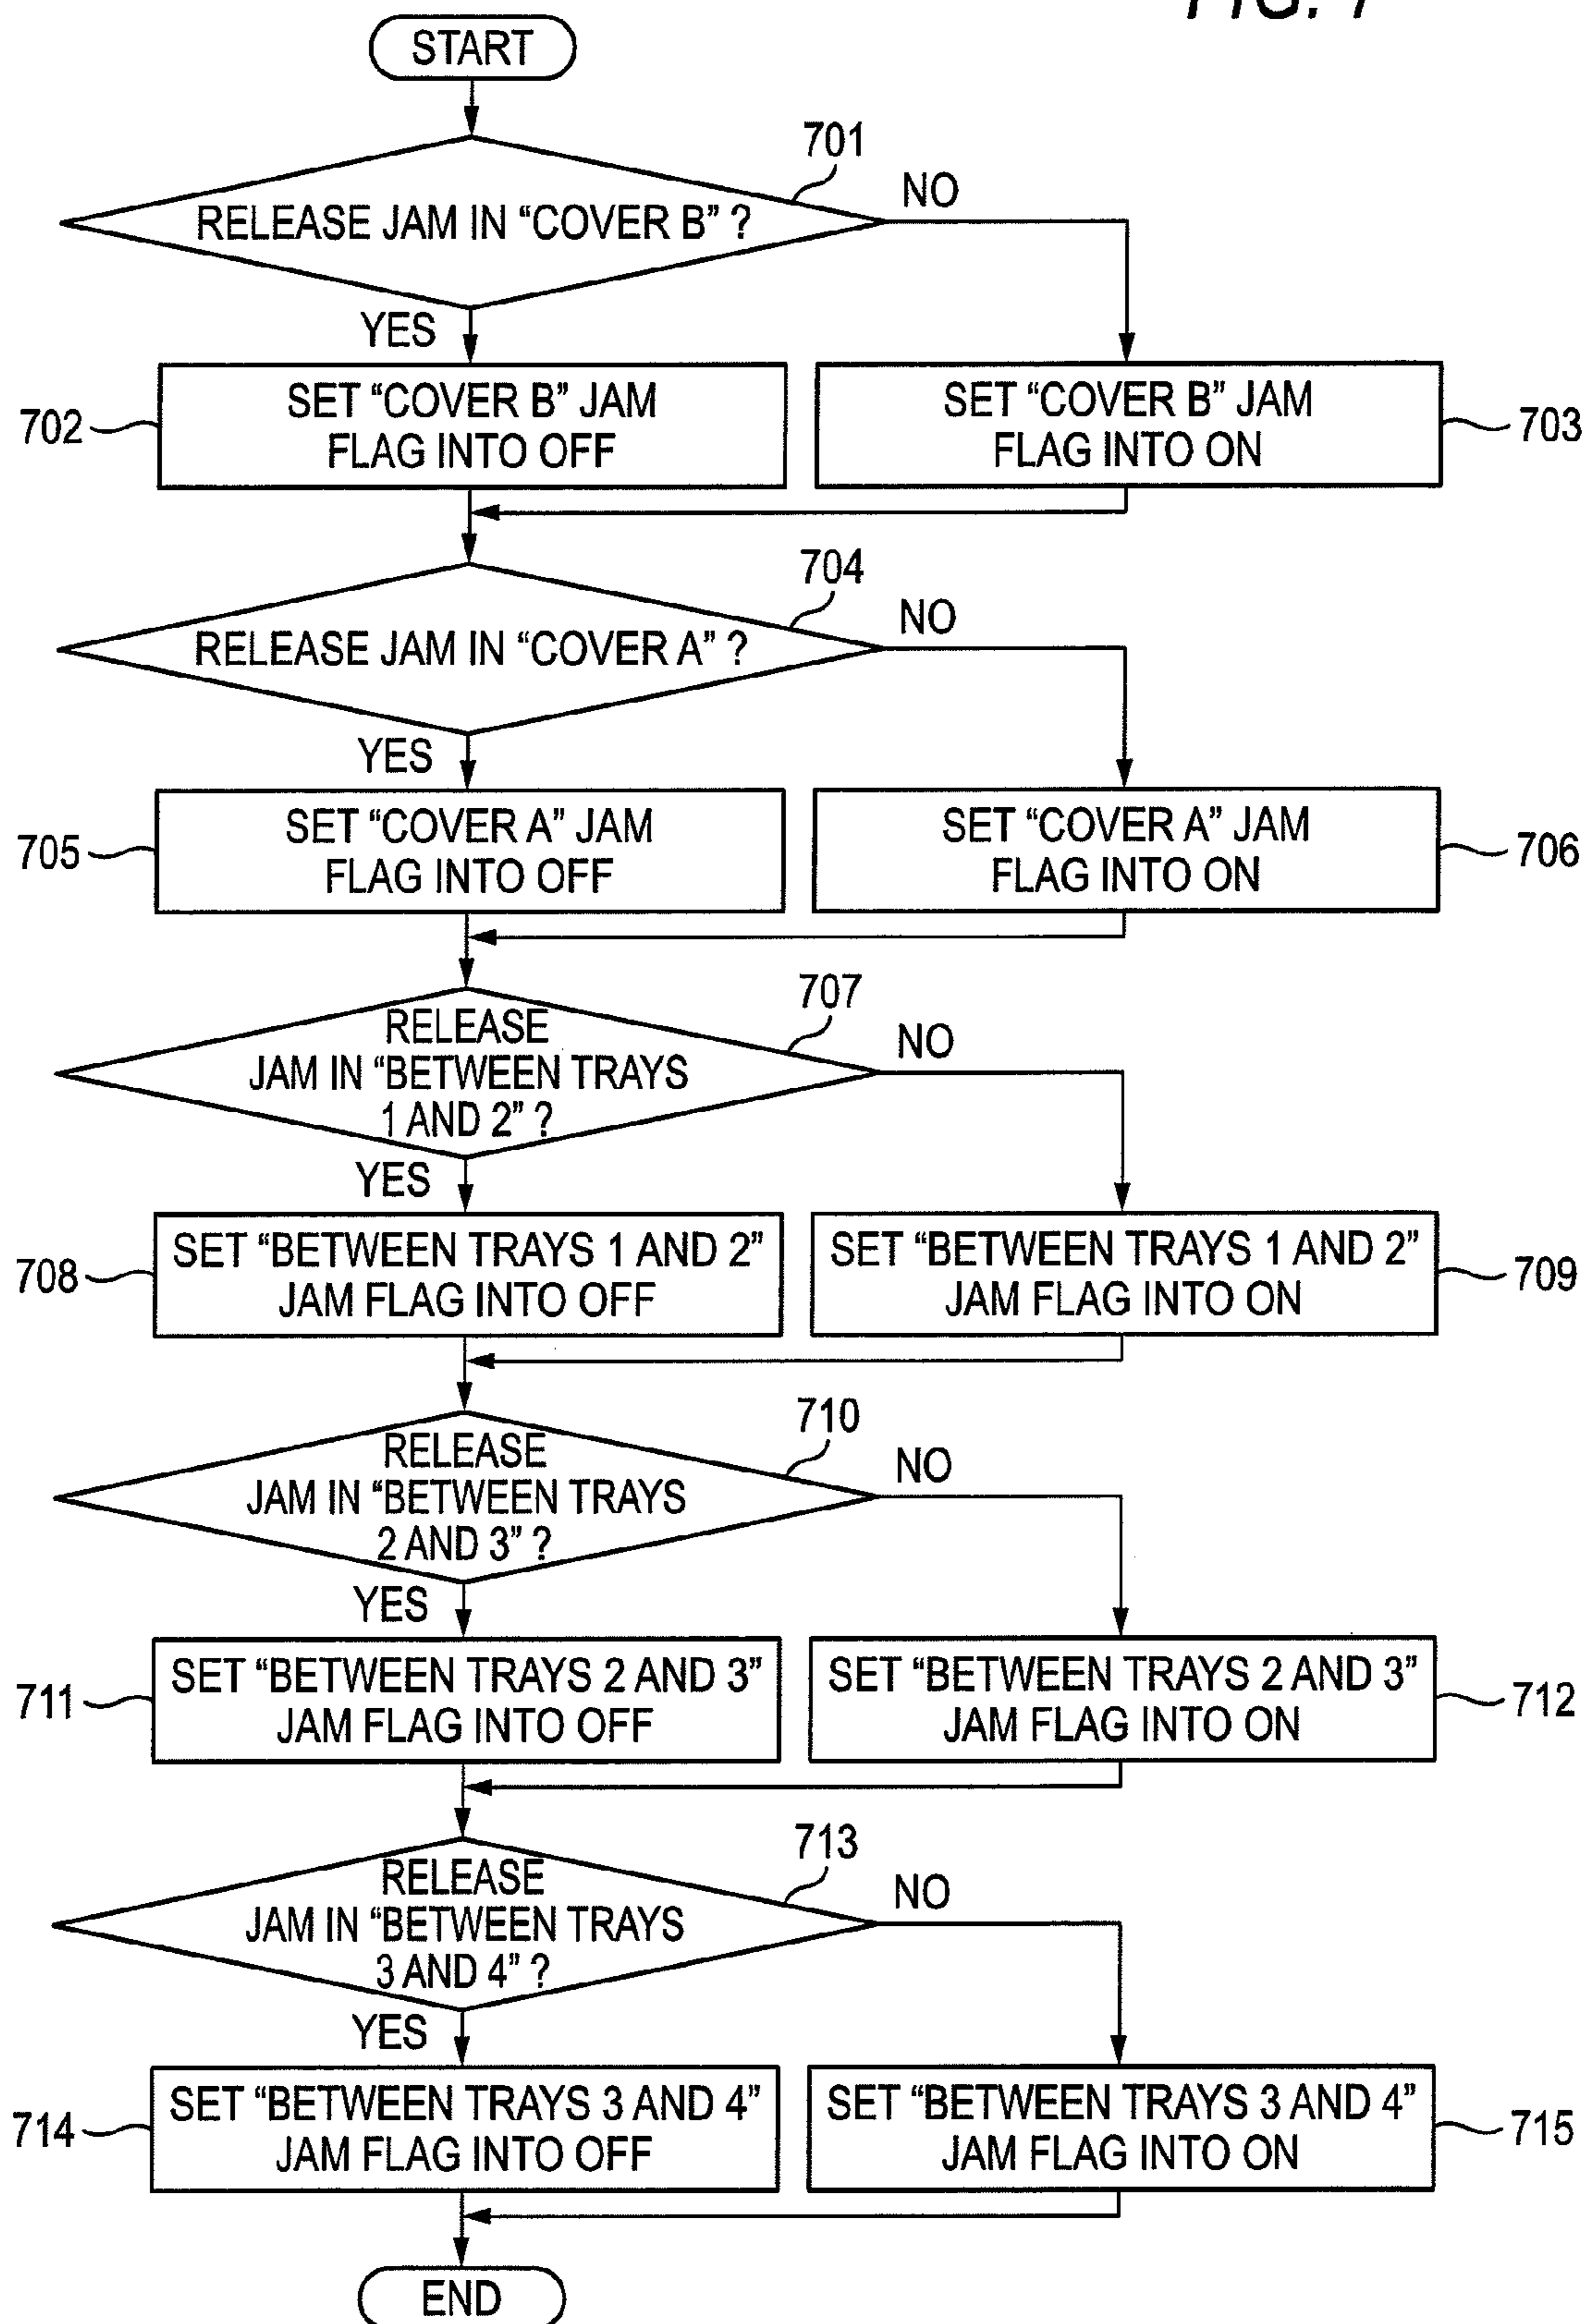 FIG. 7
START
701
RELEASE JAM IN “COVER B” ?
NO
YES
702
SET “COVER B” JAM
FLAG INTO OFF
SET “COVER B” JAM
FLAG INTO ON
703
704
RELEASE JAM IN “COVER A” ?
NO
YES
705
SET “COVER A” JAM
FLAG INTO OFF
SET “COVER A” JAM
FLAG INTO ON
706
707
RELEASE
JAM IN “BETWEEN TRAYS
1 AND 2” ?
NO
YES
708
SET “BETWEEN TRAYS 1 AND 2”
JAM FLAG INTO OFF
SET “BETWEEN TRAYS 1 AND 2”
JAM FLAG INTO ON
709
710
RELEASE
JAM IN “BETWEEN TRAYS
2 AND 3” ?
NO
YES
711
SET “BETWEEN TRAYS 2 AND 3”
JAM FLAG INTO OFF
SET “BETWEEN TRAYS 2 AND 3”
JAM FLAG INTO ON
712
713
RELEASE
JAM IN “BETWEEN TRAYS
3 AND 4” ?
NO
YES
714
SET “BETWEEN TRAYS 3 AND 4”
JAM FLAG INTO OFF
SET “BETWEEN TRAYS 3 AND 4”
JAM FLAG INTO ON
715
END